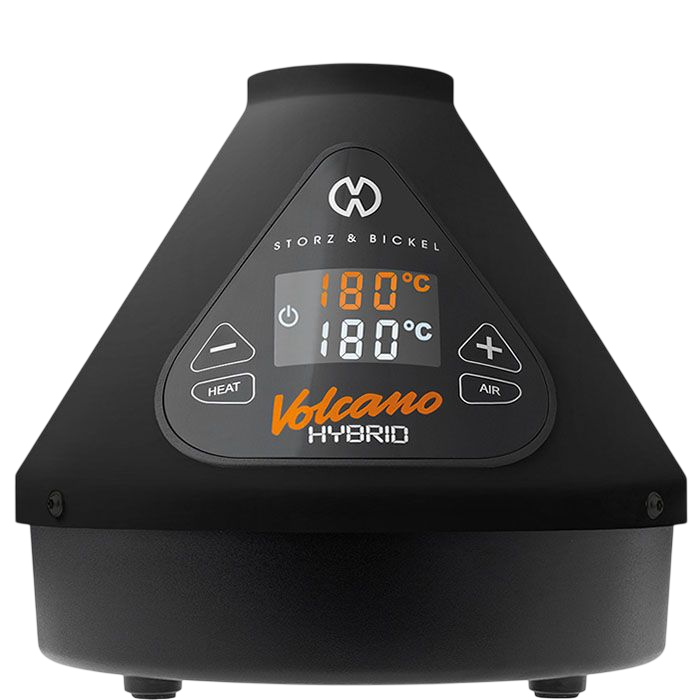 STORZ & BICKEL
180°C
180°C
−
+
HEAT
AIR
Volcano
HYBRID